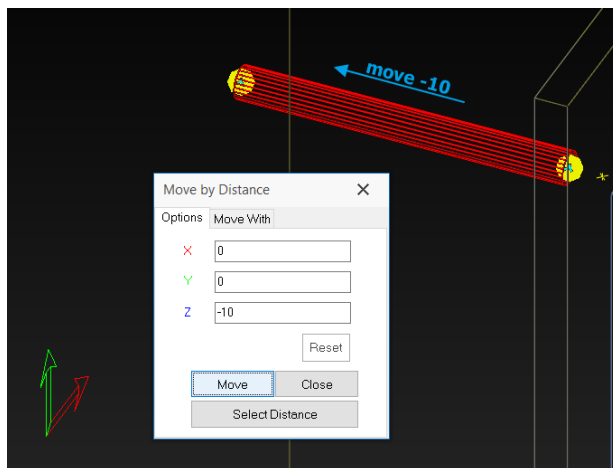 move -10
Move by Distance
Options Move With
X 0
Y 0
Z -10
Reset
Move Close
Select Distance